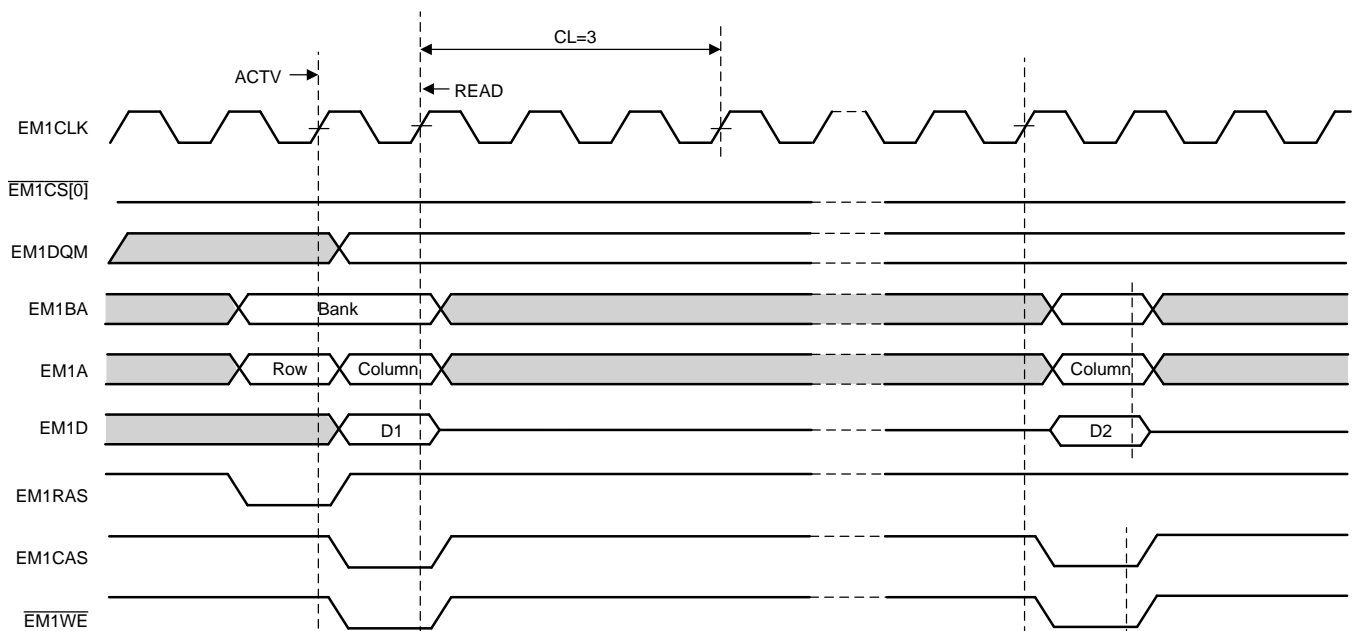 CL=3
ACTV
READ
EM1CLK
EM1CS[0]
EM1DQM
EM1BA
Bank
EM1A
Row
Column
Column
EM1D
D1
D2
EM1RAS
EM1CAS
EM1WE